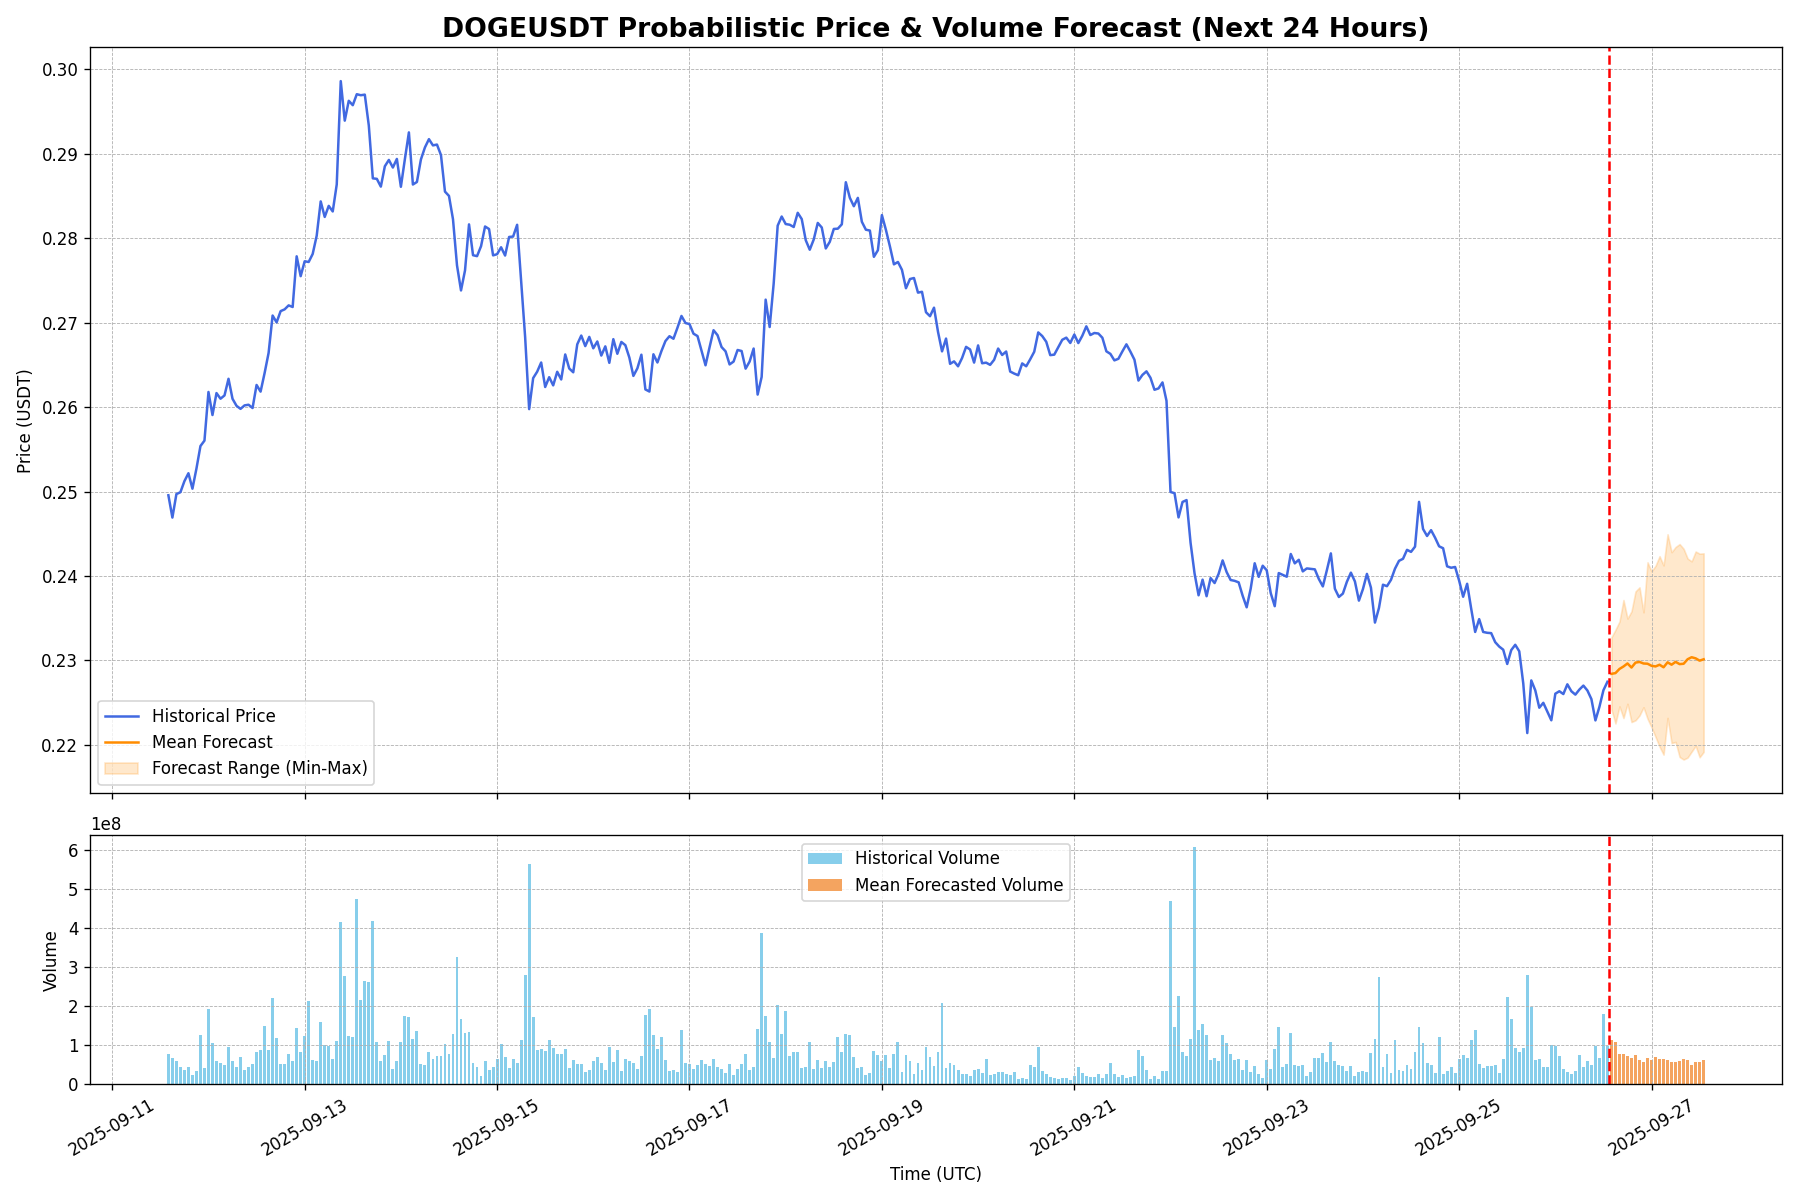 DOGEUSDT Probabilistic Price & Volume Forecast (Next 24 Hours)
0.30
0.29
0.28
0.27
0.26
0.25
0.24
0.23
0.22
Price (USDT)
Historical Price
Mean Forecast
Forecast Range (Min-Max)
1e8
6
5
4
3
2
1
0
Volume
Historical Volume
Mean Forecasted Volume
2025-09-11
2025-09-13
2025-09-15
2025-09-17
2025-09-19
2025-09-21
2025-09-23
2025-09-25
2025-09-27
Time (UTC)